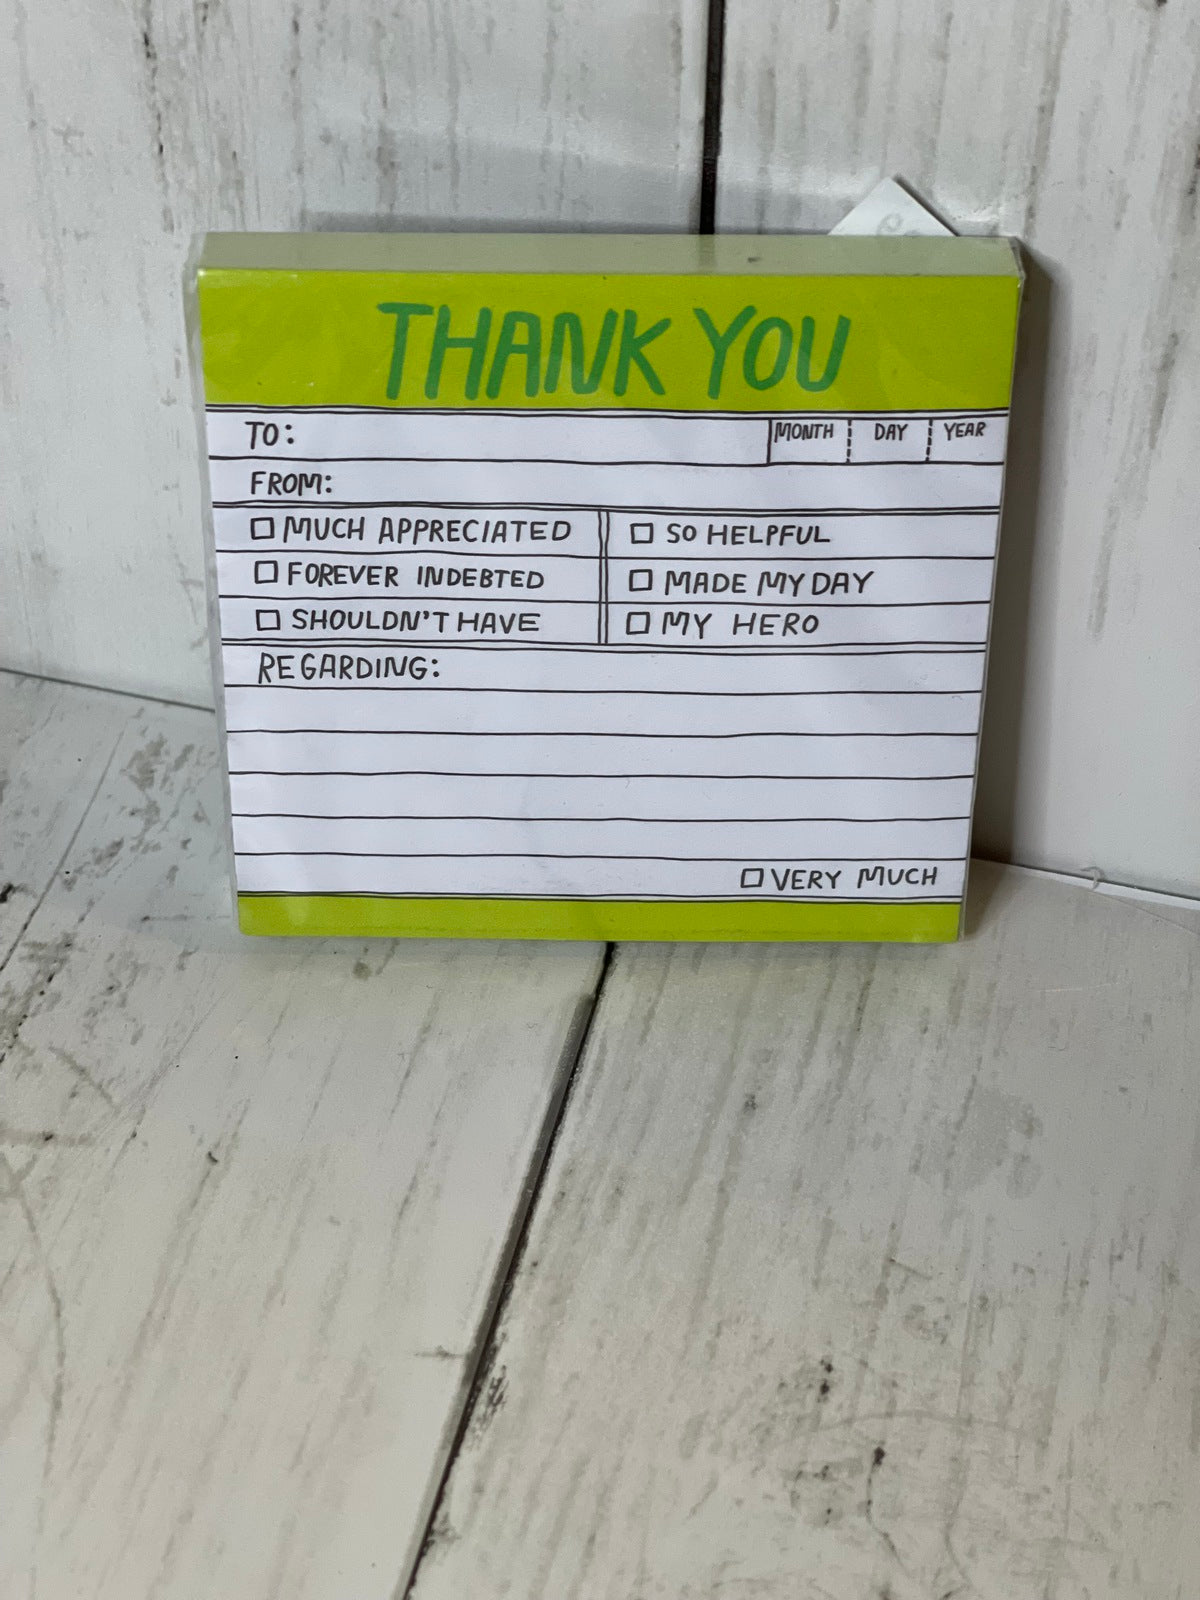 THANK YOU
TO: MONTH DAY YEAR
FROM:
MUCH APPRECIATED SO HELPFUL
FOREVER INDEBTED MADE MY DAY
SHOULDN'T HAVE MY HERO
REGARDING:
VERY MUCH